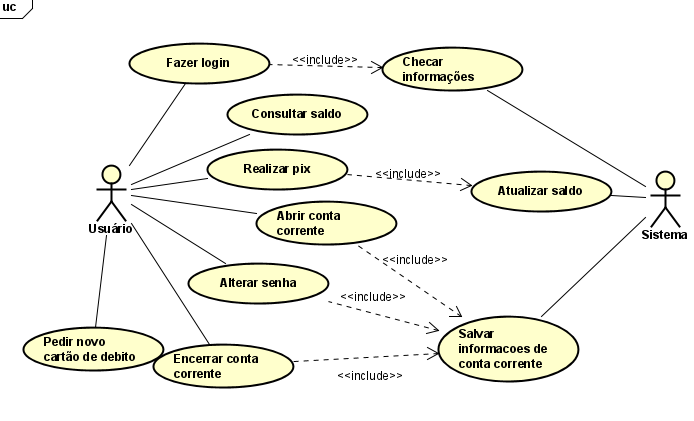 uc
Fazer login
<<include>>
Checar
informações
Consultar saldo
Realizar pix
<<include>>
Atualizar saldo
Abrir conta
corrente
Usuário
Sistema
<<include>>
Alterar senha
<<include>>
Salvar
informacoes de
conta corrente
Pedir novo
cartão de debito
Encerrar conta
corrente
<<include>>